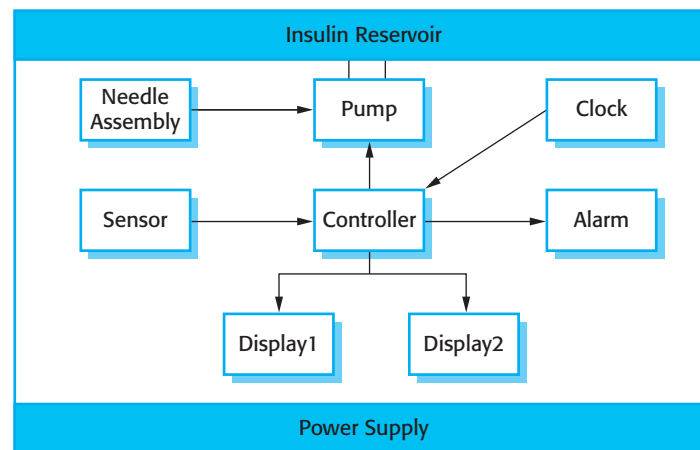 Insulin Reservoir
Needle
Assembly
Pump
Clock
Sensor
Controller
Alarm
Display1
Display2
Power Supply